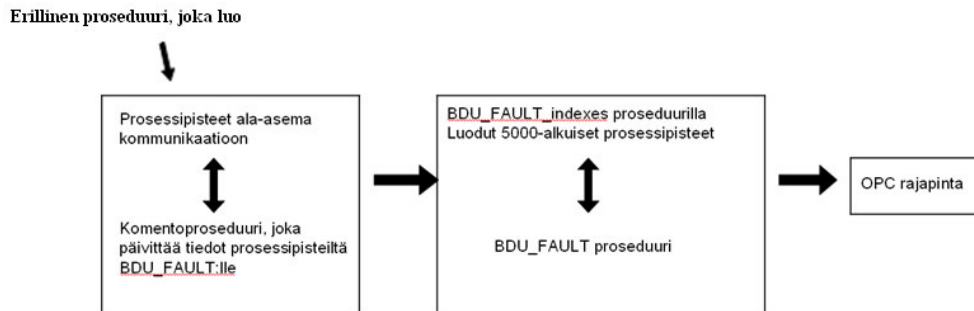 Erillinen proseduuri, joka luo
Prosessipisteet ala-asema
kommunikaatioon
Komentoproseduuri, joka
päivittää tiedot prosessipisteiltä
BDU_FAULT:lle
BDU_FAULT_indexes proseduurilla
Luodut 5000-alkuiset prosessipisteet
BDU_FAULT proseduuri
OPC rajapinta